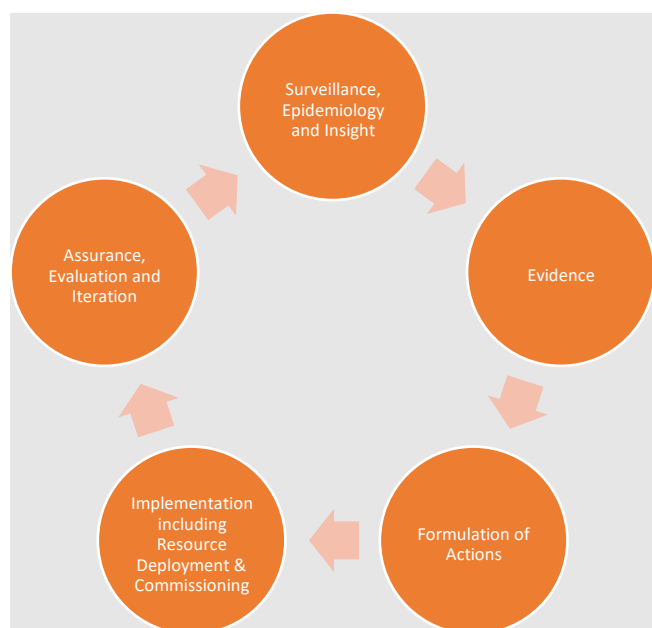 Surveillance,
Epidemiology
and Insight
Evidence
Formulation of
Actions
Implementation
including
Resource
Deployment &
Commissioning
Assurance,
Evaluation and
Iteration